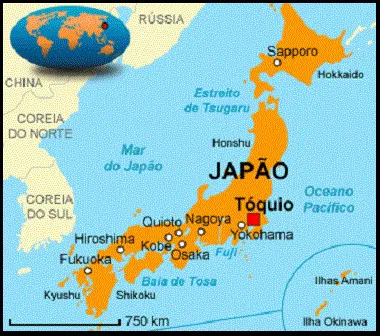 RÚSSIA
Sapporo
Hokkaido
CHINA
Estreito
de Tsugaru
COREIA
DO NORTE
Honshu
Mar
do Japão
JAPÃO
Oceano
Pacífico
COREIA
DO SUL
Tóquio
Quioto
Nagoya
Hiroshima
Yokohama
Kobe
Osaka
Fuji
Fukuoka
Baia de Tosa
Ilhas Amani
Kyushu
Shikoku
750 km
Ilha Okinawa